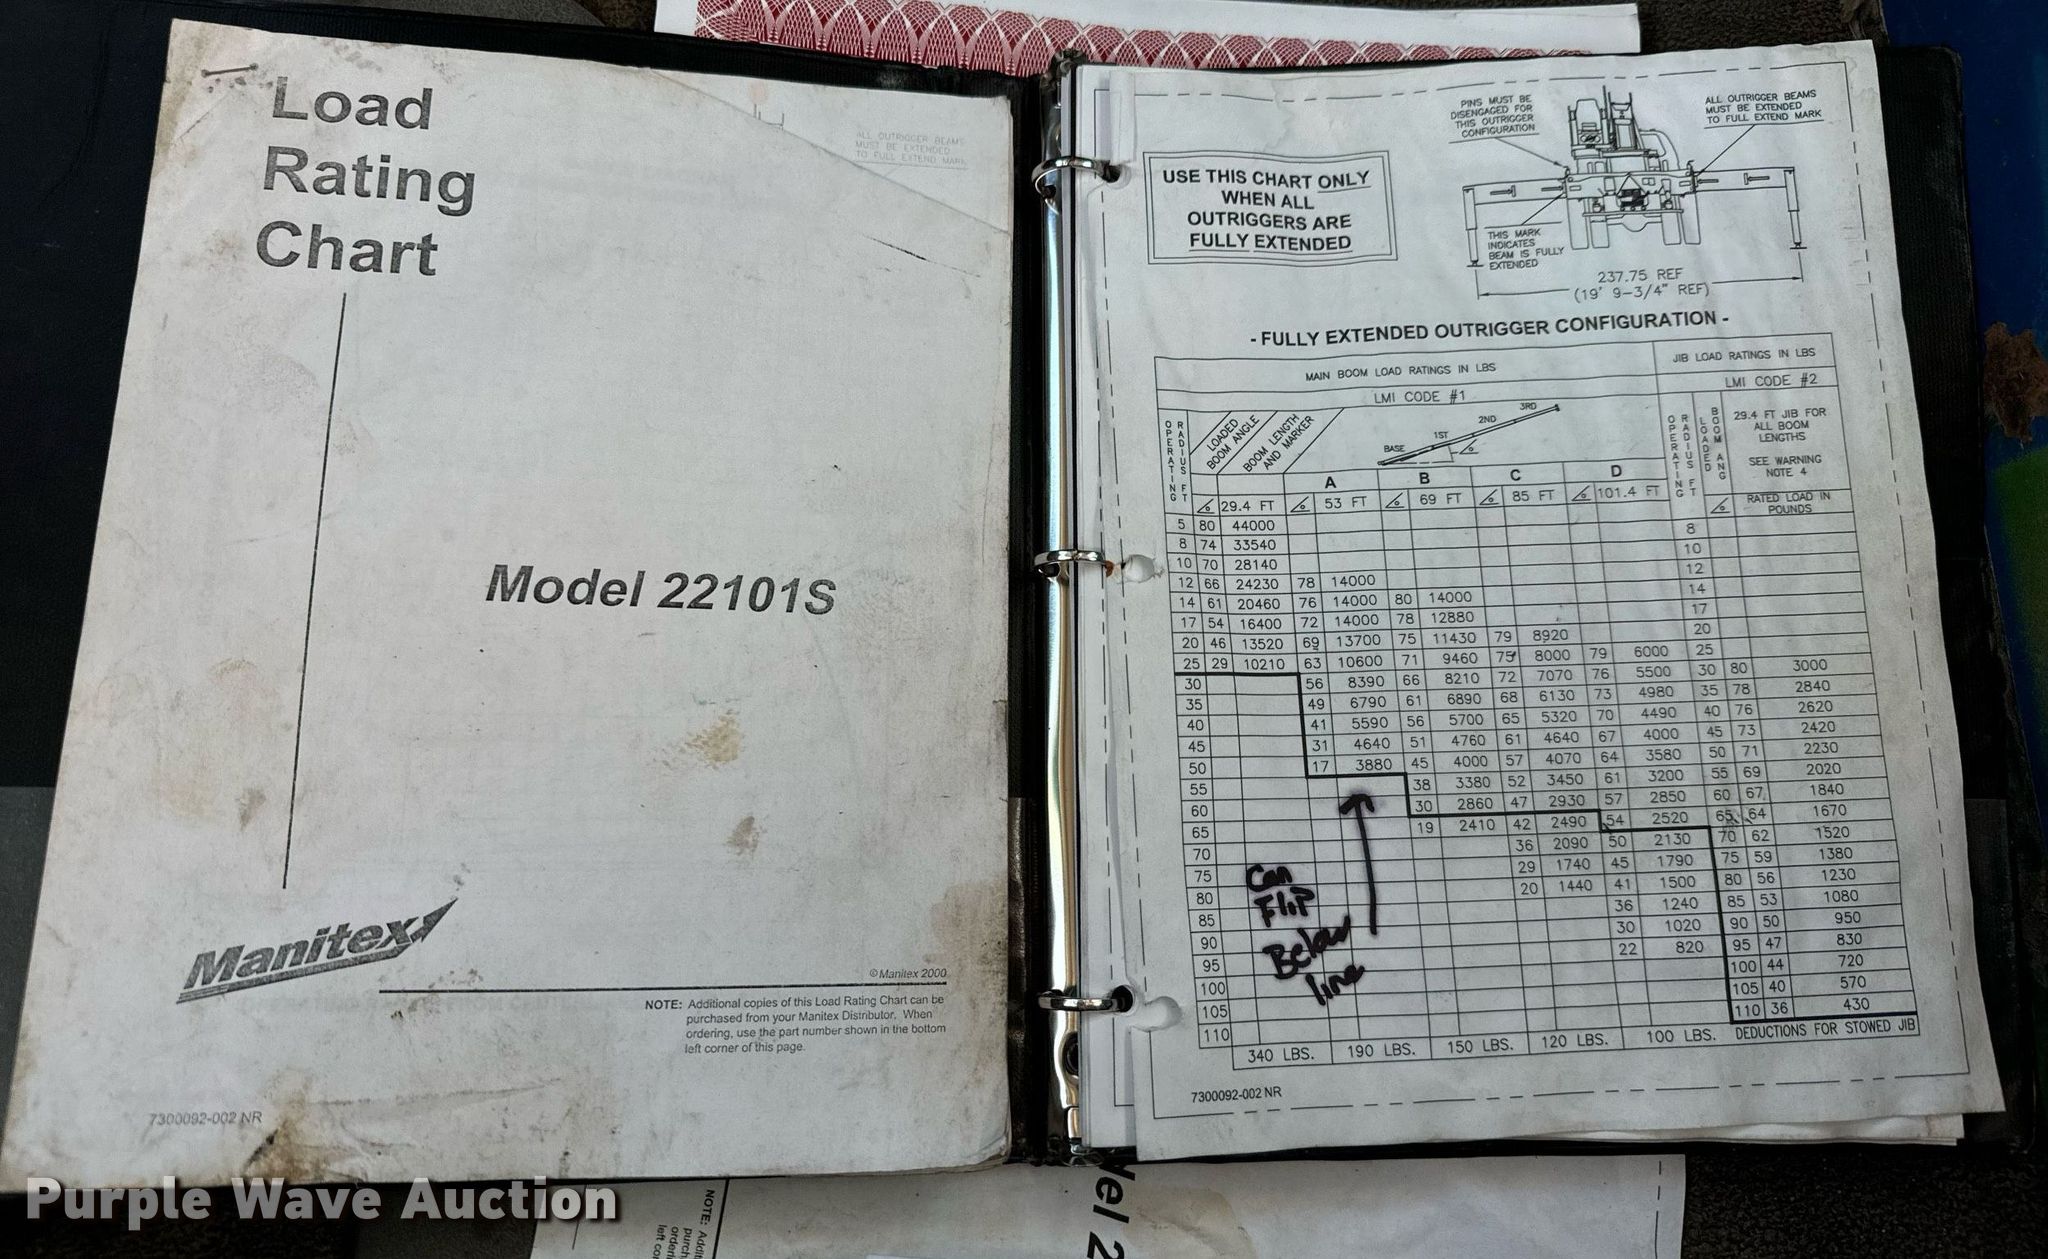 Load
Rating
Chart
ALL OUTRIGGER BEAMS
MUST BE EXTENDED
TO FULL EXTEND MARK
Model 22101S
Manitex
©Manitex 2000
NOTE: Additional copies of this Load Rating Chart can be
purchased from your Manitex Distributor. When
ordering, use the part number shown in the bottom
left corner of this page.
7300092-002 NR
Purple Wave Auction
USE THIS CHART ONLY
WHEN ALL
OUTRIGGERS ARE
FULLY EXTENDED
PINS MUST BE
DISENGAGED FOR
THIS OUTRIGGER
CONFIGURATION
ALL OUTRIGGER BEAMS
MUST BE EXTENDED
TO FULL EXTEND MARK
THIS MARK
INDICATES
BEAM IS FULLY
EXTENDED
237.75 REF
(19' 9-3/4" REF)
- FULLY EXTENDED OUTRIGGER CONFIGURATION -
MAIN BOOM LOAD RATINGS IN LBS JIB LOAD RATINGS IN LBS
LMI CODE #1 LMI CODE #2
OPERATING RADIUS FT
LOADED BOOM ANGLE
BOOM LENGTH AND MARKER
BASE 1ST 2ND 3RD
OPERATING RADIUS FT
LOADED BOOM ANG
29.4 FT JIB FOR
ALL BOOM
LENGTHS
SEE WARNING
NOTE 4
A B C D
29.4 FT 53 FT 69 FT 85 FT 101.4 FT RATED LOAD IN POUNDS
5 80 44000 8
8 74 33540 10
10 70 28140 12
12 66 24230 78 14000 14
14 61 20460 76 14000 80 14000 17
17 54 16400 72 14000 78 12880 20
20 46 13520 69 13700 75 11430 79 8920 25
25 29 10210 63 10600 71 9460 75 8000 79 6000 30 80 3000
30 56 8390 66 8210 72 7070 76 5500 35 78 2840
35 49 6790 61 6890 68 6130 73 4980 40 76 2620
40 41 5590 56 5700 65 5320 70 4490 45 73 2420
45 31 4640 51 4760 61 4640 67 4000 50 71 2230
50 17 3880 45 4000 57 4070 64 3580 55 69 2020
55 38 3380 52 3450 61 3200 60 67 1840
60 30 2860 47 2930 57 2850 65 64 1670
65 19 2410 42 2490 54 2520 70 62 1520
70 36 2090 50 2130 75 59 1380
75 29 1740 45 1790 80 56 1230
80 20 1440 41 1500 85 53 1080
85 36 1240 90 50 950
90 30 1020 95 47 830
95 22 820 100 44 720
100 105 40 570
105 110 36 430
110
340 LBS. 190 LBS. 150 LBS. 120 LBS. 100 LBS. DEDUCTIONS FOR STOWED JIB
Can
Flip
Below
line
7300092-002 NR
NOTE: